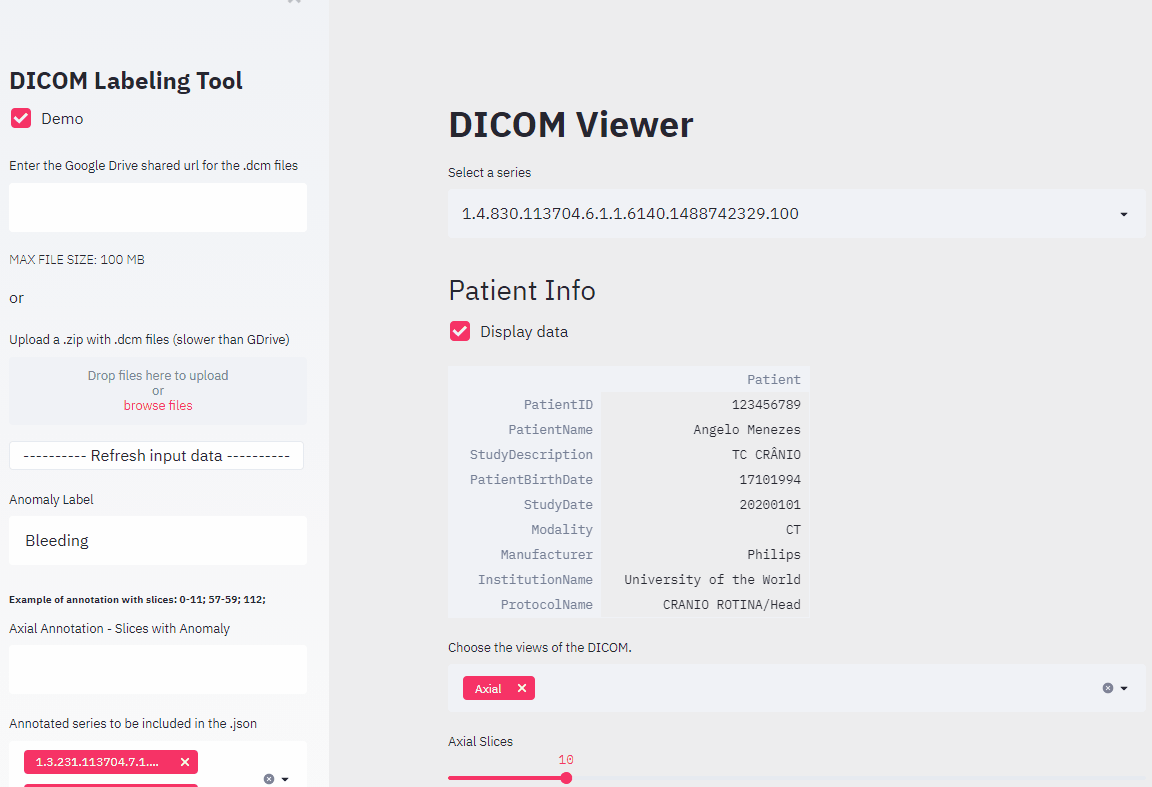 DICOM Labeling Tool
Demo
Enter the Google Drive shared url for the .dcm files
MAX FILE SIZE: 100 MB
or
Upload a .zip with .dcm files (slower than GDrive)
Drop files here to upload
or
browse files
---------- Refresh input data ----------
Anomaly Label
Bleeding
Example of annotation with slices: 0-11; 57-59; 112;
Axial Annotation - Slices with Anomaly
Annotated series to be included in the .json
1.3.231.113704.7.1....
DICOM Viewer
Select a series
1.4.830.113704.6.1.1.6140.1488742329.100
Patient Info
Display data
Patient
PatientID 123456789
PatientName Angelo Menezes
StudyDescription TC CRÂNIO
PatientBirthDate 17101994
StudyDate 20200101
Modality CT
Manufacturer Philips
InstitutionName University of the World
ProtocolName CRANIO ROTINA/Head
Choose the views of the DICOM.
Axial
Axial Slices
10